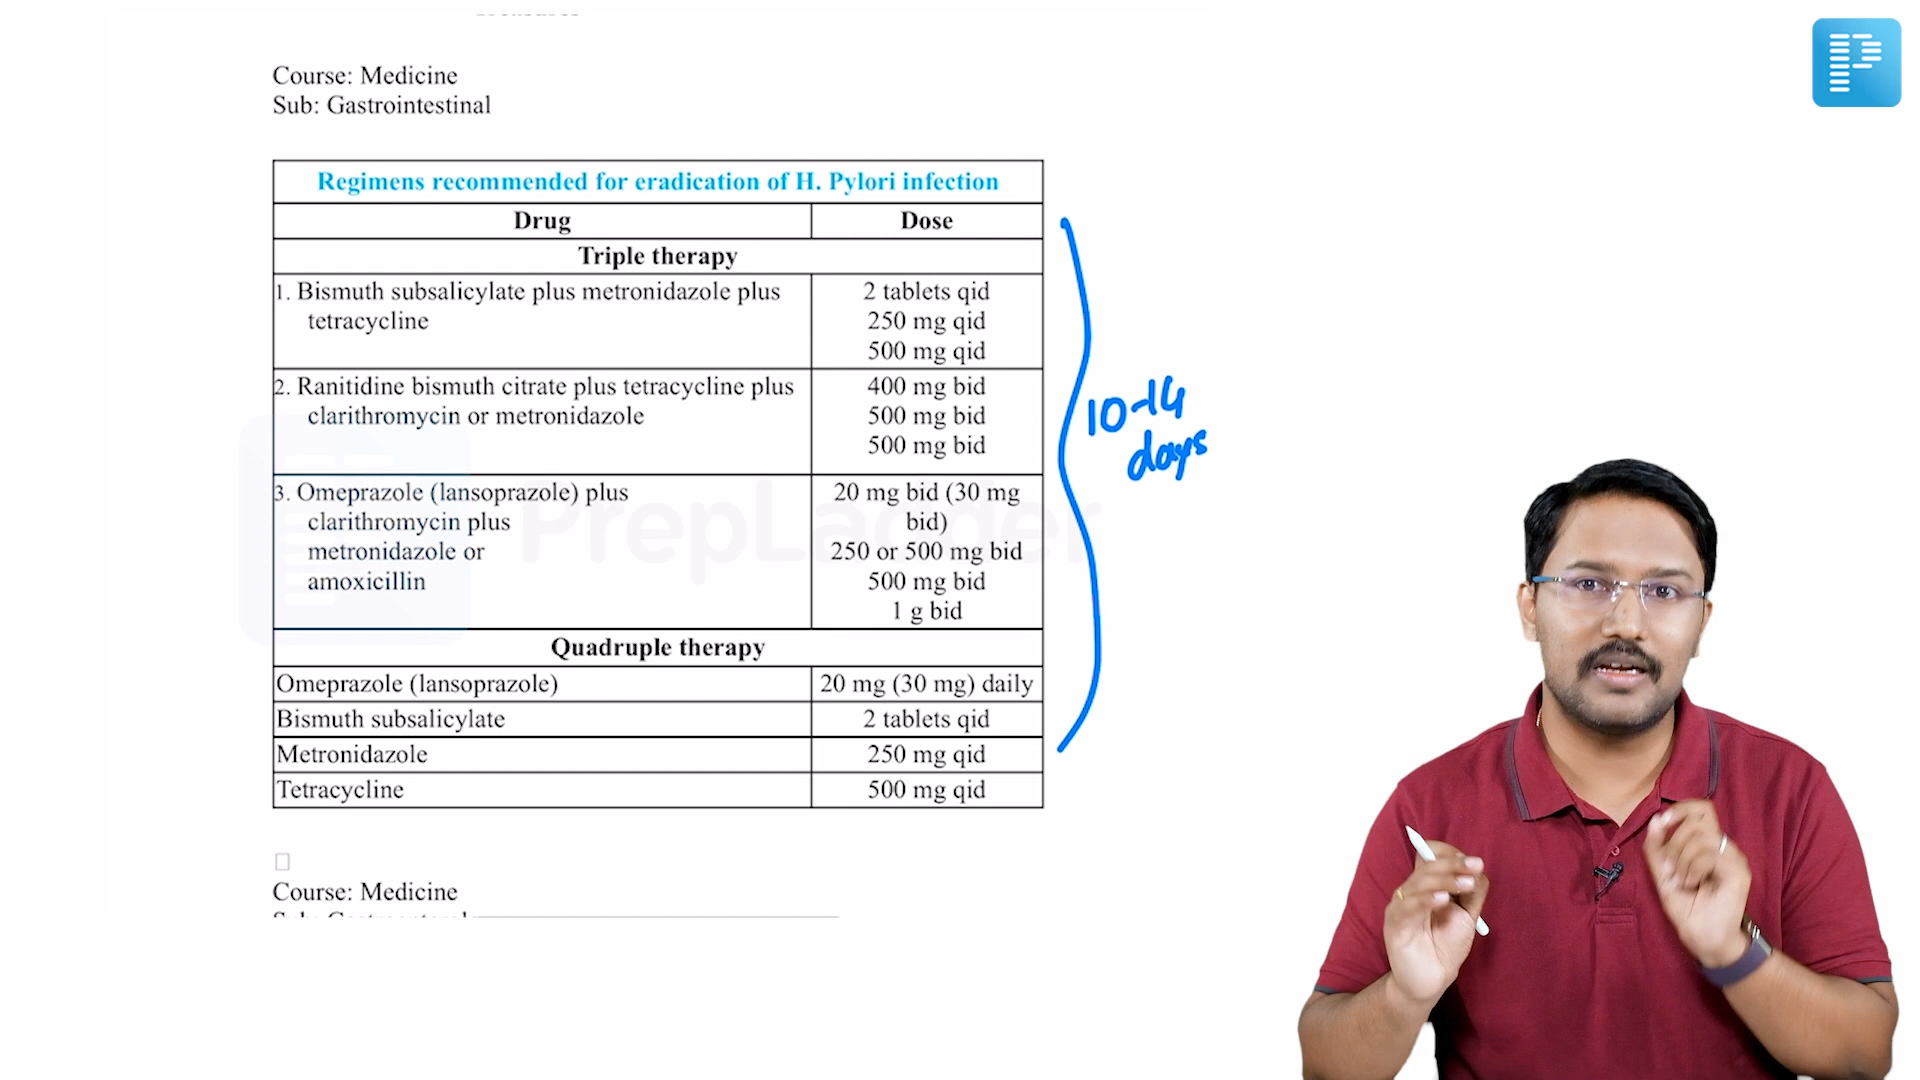 Course: Medicine
Sub: Gastrointestinal
Regimens recommended for eradication of H. Pylori infection
Drug Dose
Triple therapy
1. Bismuth subsalicylate plus metronidazole plus 2 tablets qid
tetracycline 250 mg qid
500 mg qid
2. Ranitidine bismuth citrate plus tetracycline plus 400 mg bid
clarithromycin or metronidazole 500 mg bid
500 mg bid
3. Omeprazole (lansoprazole) plus 20 mg bid (30 mg
clarithromycin plus bid)
metronidazole or 250 or 500 mg bid
amoxicillin 500 mg bid
1 g bid
Quadruple therapy
Omeprazole (lansoprazole) 20 mg (30 mg) daily
Bismuth subsalicylate 2 tablets qid
Metronidazole 250 mg qid
Tetracycline 500 mg qid
10-14
days
PrepLadder
Course: Medicine